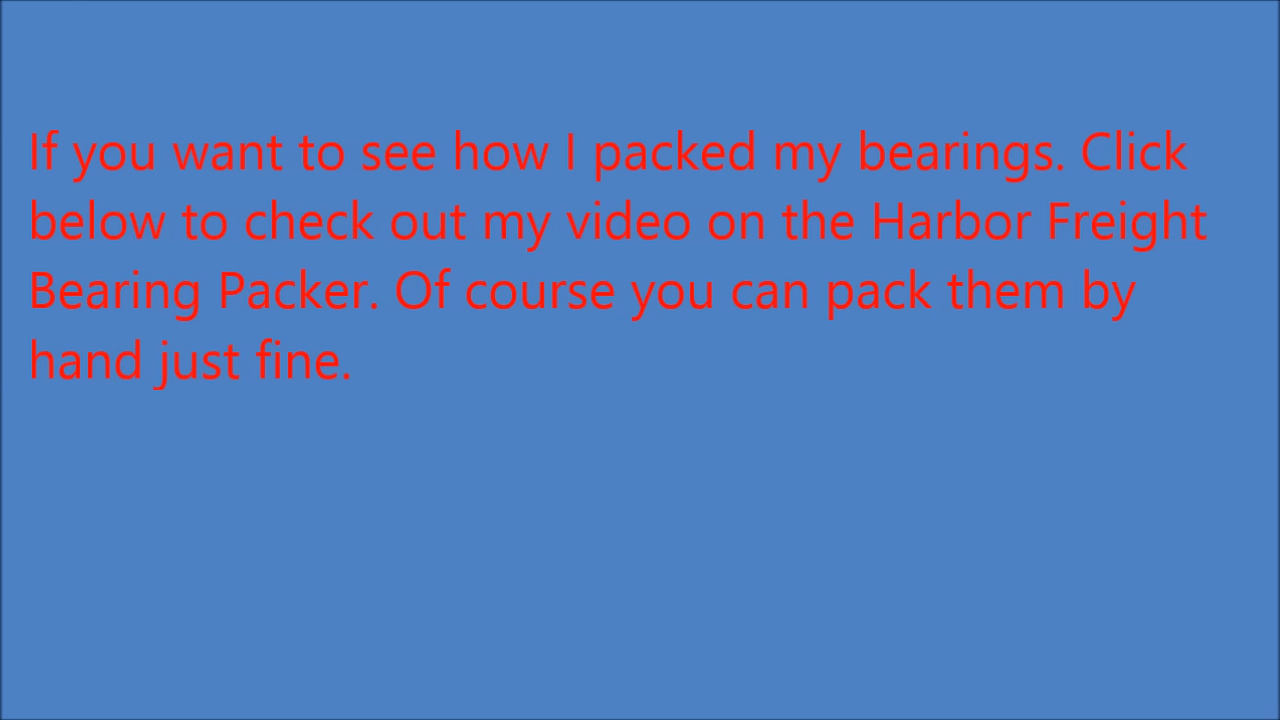 If you want to see how I packed my bearings. Click
below to check out my video on the Harbor Freight
Bearing Packer. Of course you can pack them by
hand just fine.